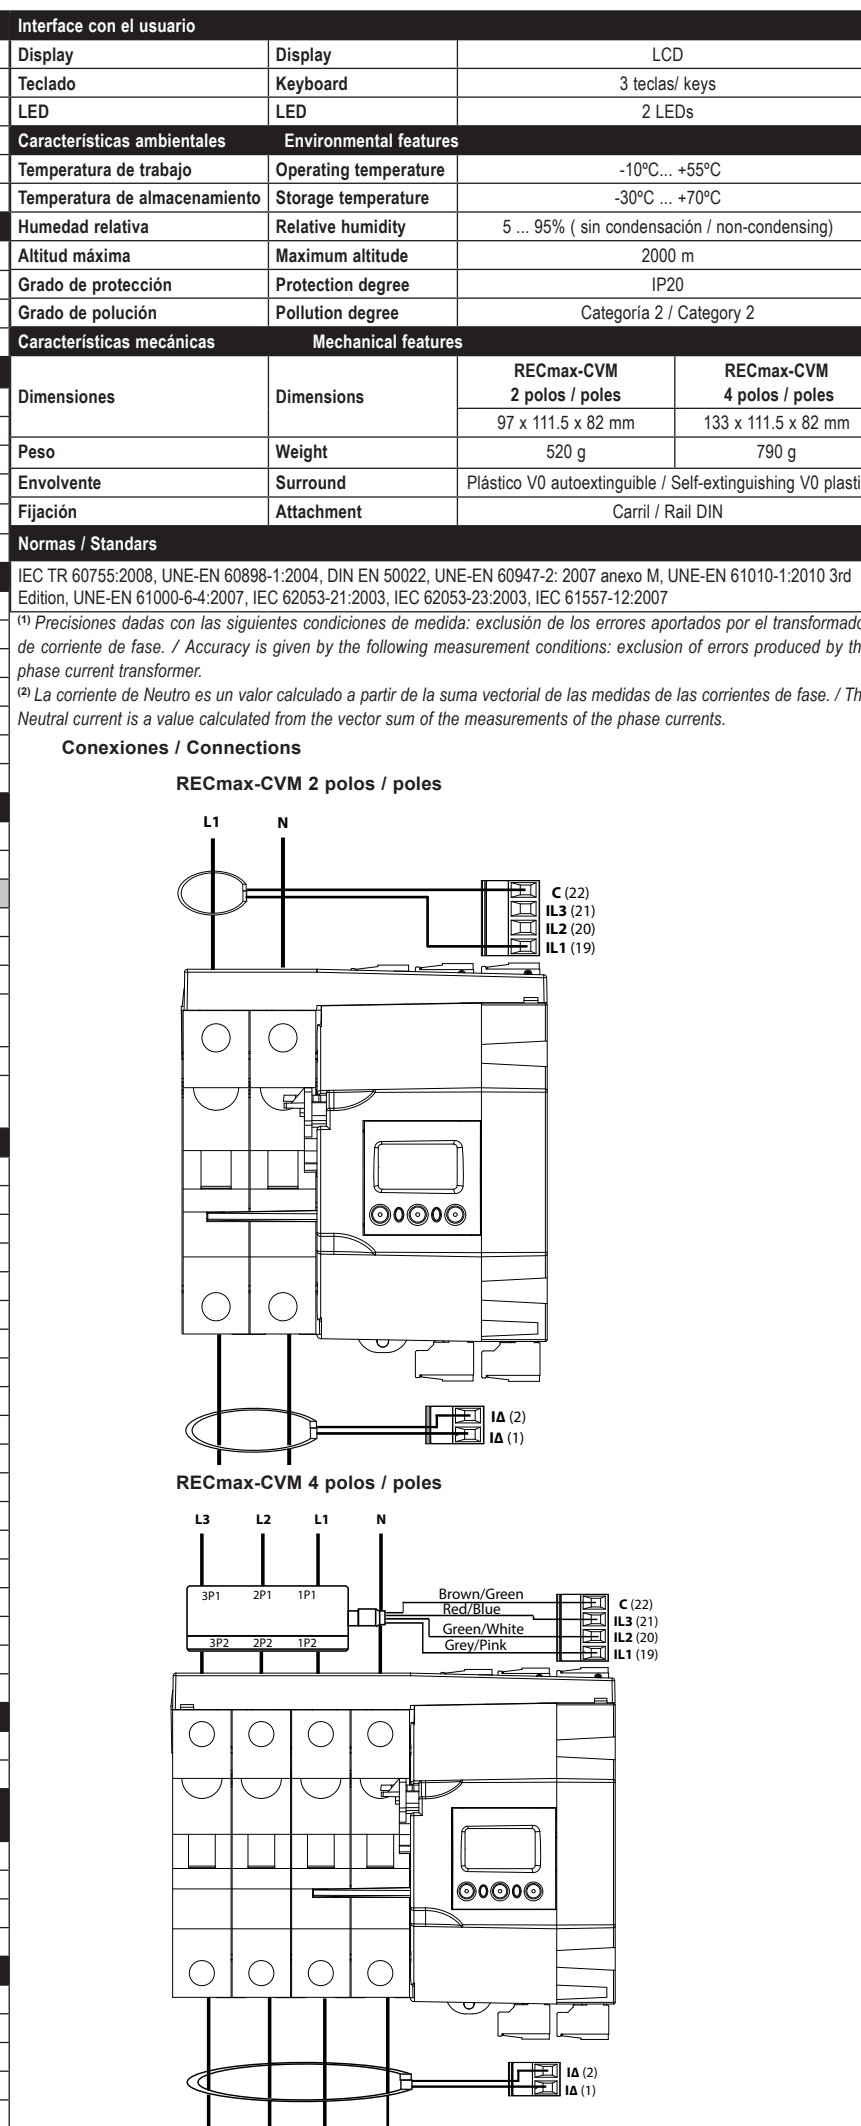 Interface con el usuario
Display Display LCD
Teclado Keyboard 3 teclas/ keys
LED LED 2 LEDs
Características ambientales Environmental features
Temperatura de trabajo Operating temperature -10ºC... +55ºC
Temperatura de almacenamiento Storage temperature -30ºC ... +70ºC
Humedad relativa Relative humidity 5 ... 95% ( sin condensación / non-condensing)
Altitud máxima Maximum altitude 2000 m
Grado de protección Protection degree IP20
Grado de polución Pollution degree Categoría 2 / Category 2
Características mecánicas Mechanical features
Dimensiones Dimensions
RECmax-CVM
2 polos / poles
RECmax-CVM
4 polos / poles
97 x 111.5 x 82 mm 133 x 111.5 x 82 mm
Peso Weight 520 g 790 g
Envolvente Surround Plástico V0 autoextinguible / Self-extinguishing V0 plasti
Fijación Attachment Carril / Rail DIN
Normas / Standars
IEC TR 60755:2008, UNE-EN 60898-1:2004, DIN EN 50022, UNE-EN 60947-2: 2007 anexo M, UNE-EN 61010-1:2010 3rd
Edition, UNE-EN 61000-6-4:2007, IEC 62053-21:2003, IEC 62053-23:2003, IEC 61557-12:2007
(1) Precisiones dadas con las siguientes condiciones de medida: exclusión de los errores aportados por el transformado
de corriente de fase. / Accuracy is given by the following measurement conditions: exclusion of errors produced by th
phase current transformer.
(2) La corriente de Neutro es un valor calculado a partir de la suma vectorial de las medidas de las corrientes de fase. / Th
Neutral current is a value calculated from the vector sum of the measurements of the phase currents.
Conexiones / Connections
RECmax-CVM 2 polos / poles
L1 N
C (22)
IL3 (21)
IL2 (20)
IL1 (19)
I∆ (2)
I∆ (1)
RECmax-CVM 4 polos / poles
L3 L2 L1 N
3P1 2P1 1P1
3P2 2P2 1P2
Brown/Green
Red/Blue
Green/White
Grey/Pink
C (22)
IL3 (21)
IL2 (20)
IL1 (19)
I∆ (2)
I∆ (1)